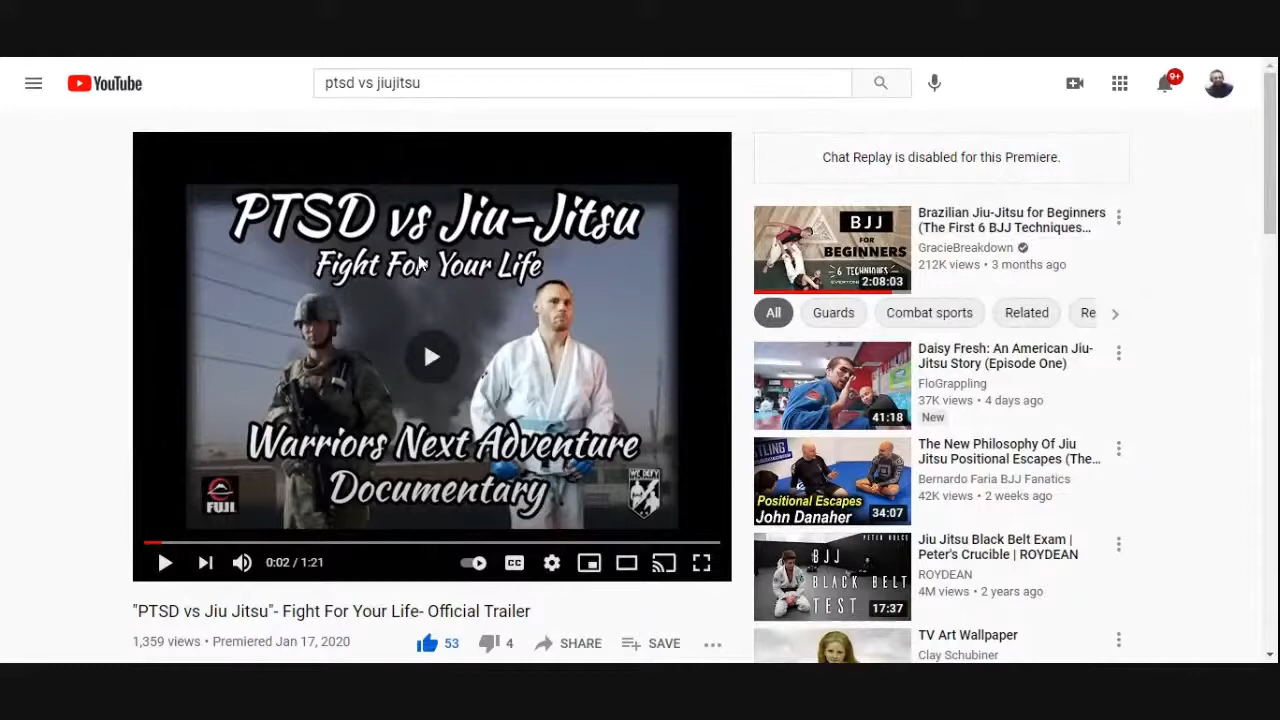 YouTube
ptsd vs jiujitsu
9+
PTSD vs Jiu-Jitsu
Fight For Your Life
Warriors Next Adventure
Documentary
FUJI
WE DEFY
0:02 / 1:21
CC
"PTSD vs Jiu Jitsu"- Fight For Your Life- Official Trailer
1,359 views • Premiered Jan 17, 2020
53
4
SHARE
SAVE
Chat Replay is disabled for this Premiere.
BJJ
FOR
BEGINNERS
6 TECHNIQUES
2:08:03
Brazilian Jiu-Jitsu for Beginners
(The First 6 BJJ Techniques...
GracieBreakdown
212K views • 3 months ago
All
Guards
Combat sports
Related
Re
41:18
Daisy Fresh: An American Jiu-
Jitsu Story (Episode One)
FloGrappling
37K views • 4 days ago
New
Positional Escapes
John Danaher
34:07
The New Philosophy Of Jiu
Jitsu Positional Escapes (The...
Bernardo Faria BJJ Fanatics
42K views • 2 weeks ago
BJJ
BLACK BELT
TEST
17:37
Jiu Jitsu Black Belt Exam |
Peter's Crucible | ROYDEAN
ROYDEAN
4M views • 2 years ago
TV Art Wallpaper
Clay Schubiner